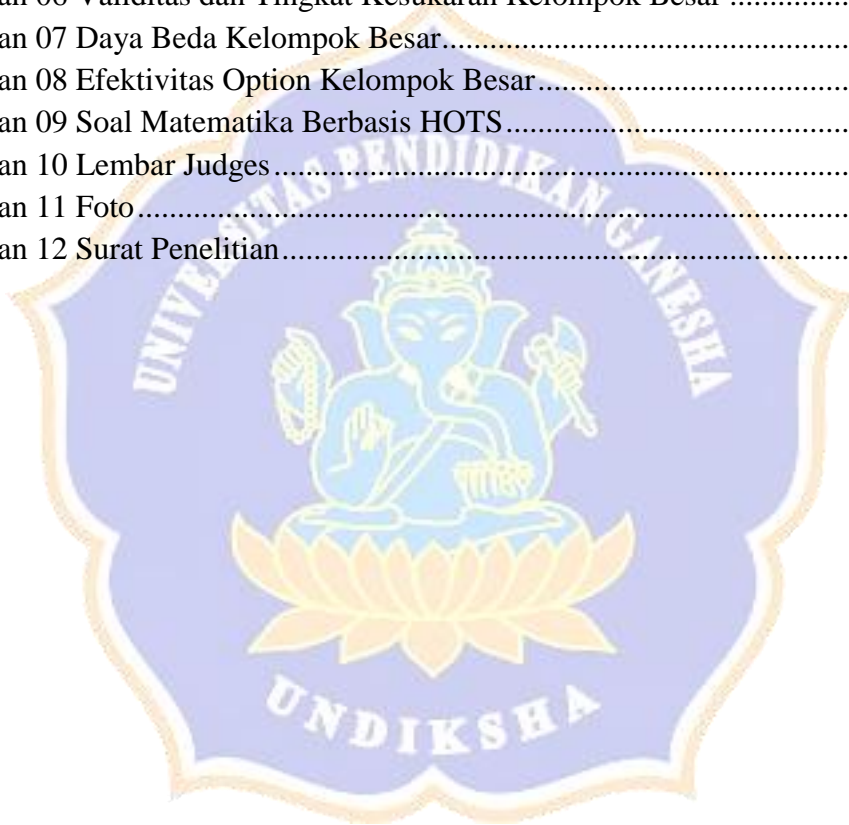 an 06 Validitas dan Tingkat Kesukaran Kelompok Besar ...............
an 07 Daya Beda Kelompok Besar...................................................
an 08 Efektivitas Option Kelompok Besar.......................................
an 09 Soal Matematika Berbasis HOTS...........................................
an 10 Lembar Judges........................................................................
an 11 Foto.........................................................................................
an 12 Surat Penelitian.......................................................................
UNIVERSITAS PENDIDIKAN GANESHA
UNDIKSHA